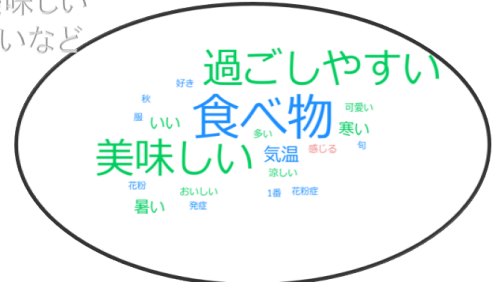 美味しい
いなど
過ごしやすい
好き
秋
食べ物
可愛い
服
いい
多い
寒い
美味しい
気温
感じる
旬
涼しい
花粉
おいしい
1番
花粉症
暑い
発症